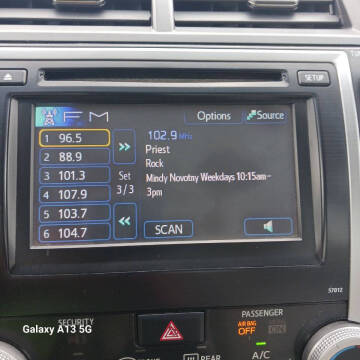 SETUP
FM
Options
Source
1 96.5
2 88.9
3 101.3
4 107.9
5 103.7
6 104.7
Set
3/3
102.9 MHz
Priest
Rock
Mindy Novotny Weekdays 10:15am-
3pm
SCAN
57012
SECURITY
PASSENGER
AIR BAG
OFF
ON
REAR
A/C
Galaxy A13 5G